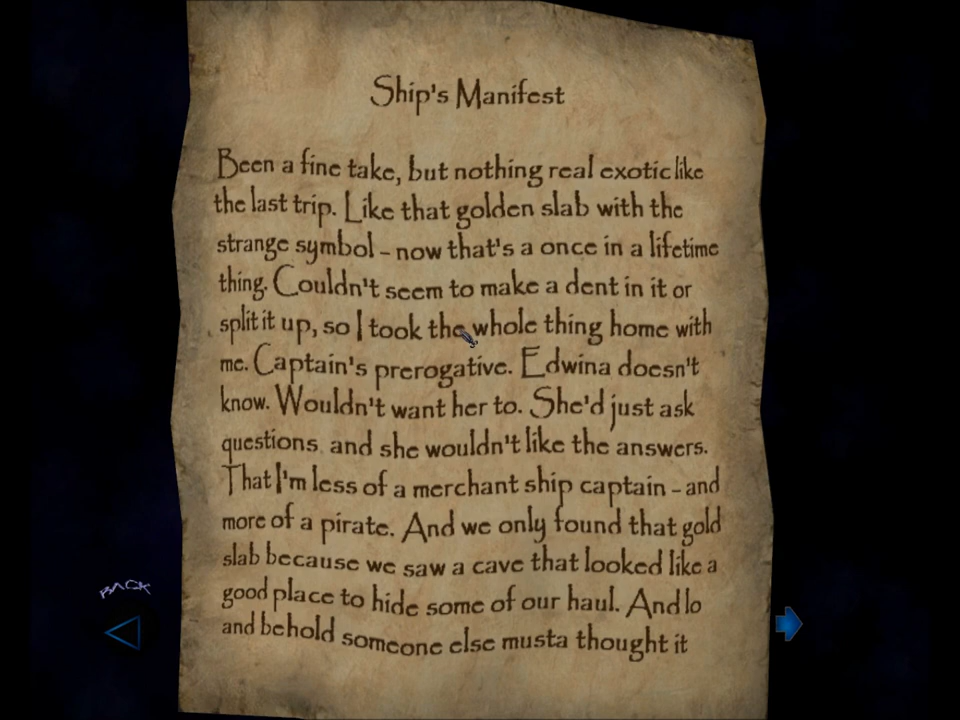 Ship's Manifest
Been a fine take, but nothing real exotic like
the last trip. Like that golden slab with the
strange symbol - now that's a once in a lifetime
thing. Couldn't seem to make a dent in it or
split it up, so I took the whole thing home with
me. Captain's prerogative. Edwina doesn't
know. Wouldn't want her to. She'd just ask
questions and she wouldn't like the answers.
That I'm less of a merchant ship captain - and
more of a pirate. And we only found that gold
slab because we saw a cave that looked like a
good place to hide some of our haul. And lo
and behold someone else musta thought it
BACK